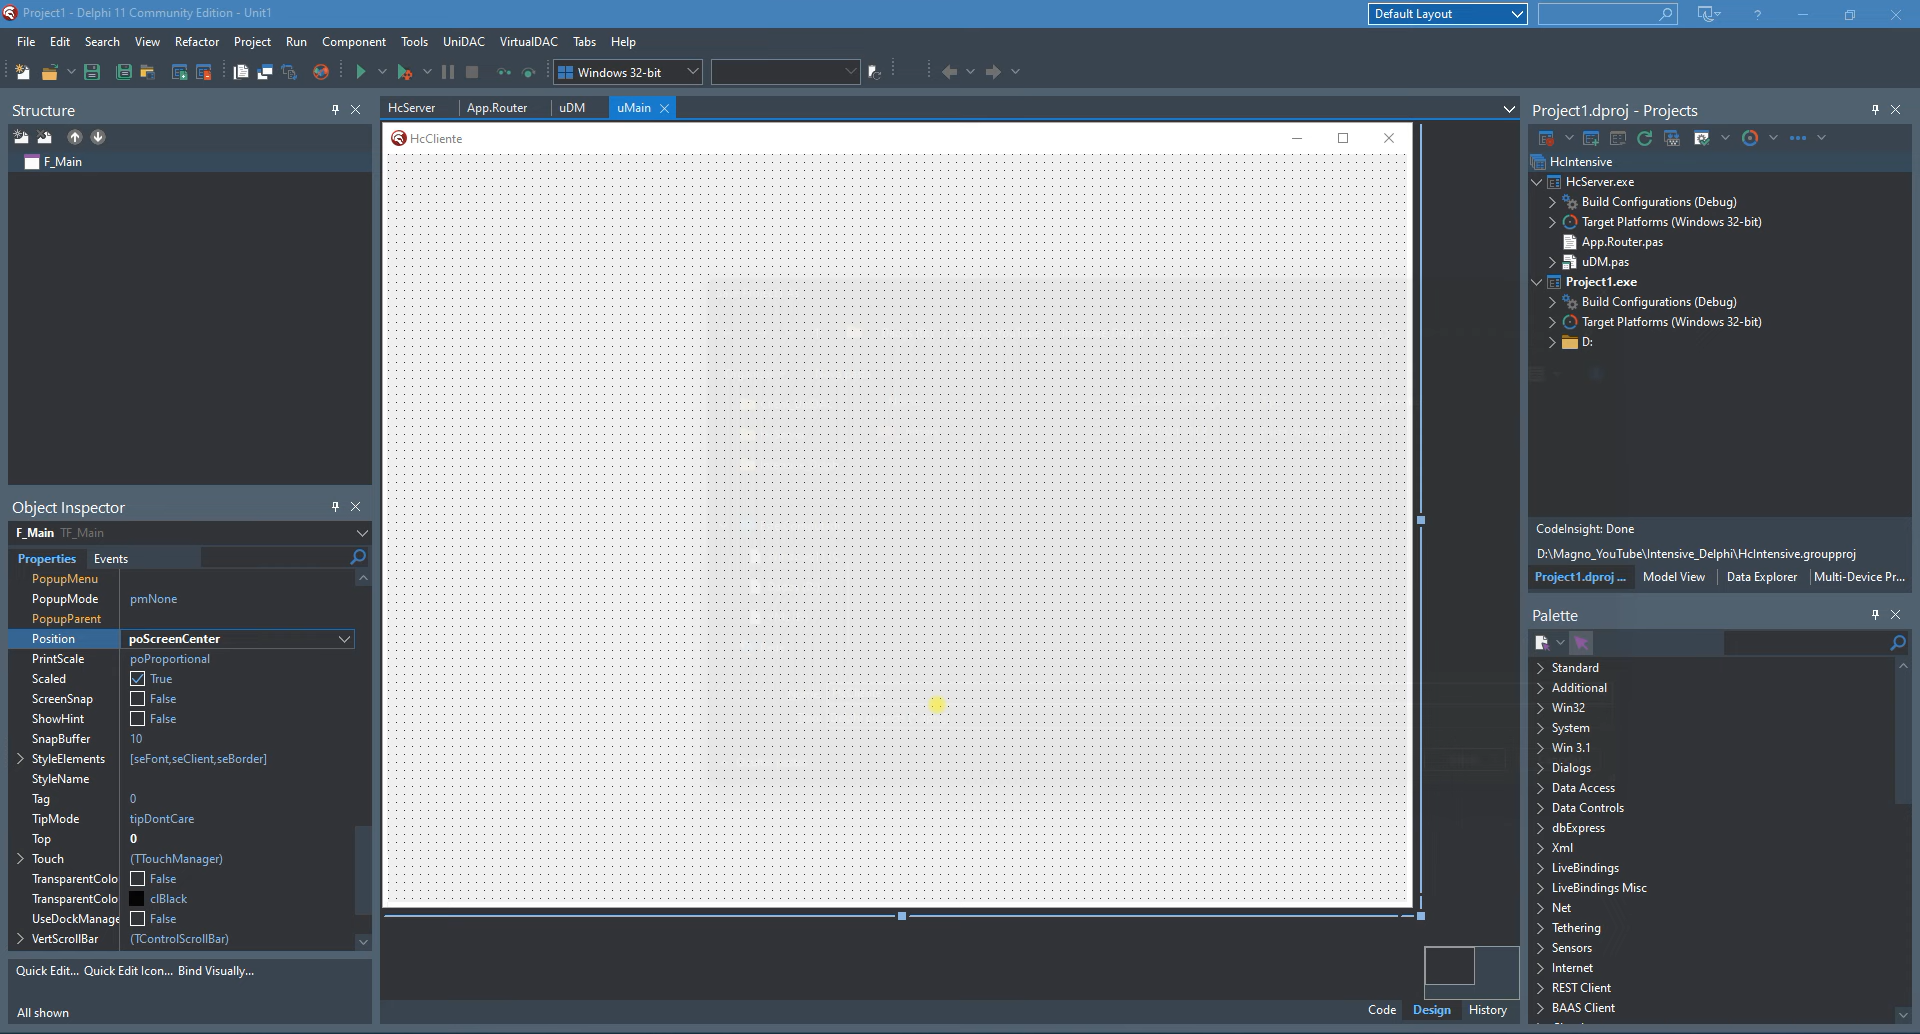 Project1 - Delphi 11 Community Edition - Unit1
Default Layout
?
File Edit Search View Refactor Project Run Component Tools UniDAC VirtualDAC Tabs Help
Windows 32-bit
Structure
F_Main
HcServer App.Router uDM uMain
HcCliente
Project1.dproj - Projects
HcIntensive
HcServer.exe
Build Configurations (Debug)
Target Platforms (Windows 32-bit)
App.Router.pas
uDM.pas
Project1.exe
Build Configurations (Debug)
Target Platforms (Windows 32-bit)
D:
CodeInsight: Done
D:\Magno_YouTube\Intensive_Delphi\HcIntensive.groupproj
Project1.dproj ... Model View Data Explorer Multi-Device Pr...
Object Inspector
F_Main TF_Main
Properties Events
PopupMenu
PopupMode pmNone
PopupParent
Position poScreenCenter
PrintScale poProportional
Scaled True
ScreenSnap False
ShowHint False
SnapBuffer 10
StyleElements [seFont,seClient,seBorder]
StyleName
Tag 0
TipMode tipDontCare
Top 0
Touch (TTouchManager)
TransparentColo False
TransparentColo clBlack
UseDockManage False
VertScrollBar (TControlScrollBar)
Quick Edit... Quick Edit Icon... Bind Visually...
All shown
Palette
Standard
Additional
Win32
System
Win 3.1
Dialogs
Data Access
Data Controls
dbExpress
Xml
LiveBindings
LiveBindings Misc
Net
Tethering
Sensors
Internet
REST Client
BAAS Client
Code Design History